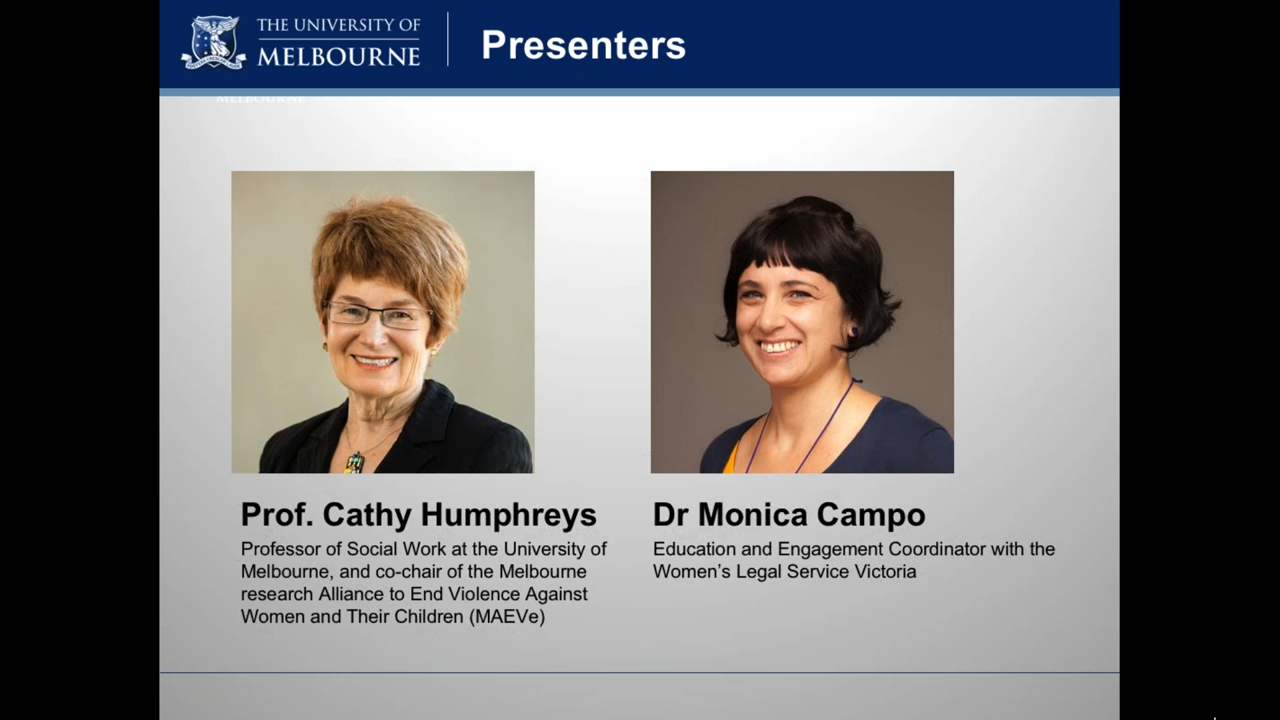 THE UNIVERSITY OF
MELBOURNE
Presenters
MELBOURNE
Prof. Cathy Humphreys
Professor of Social Work at the University of
Melbourne, and co-chair of the Melbourne
research Alliance to End Violence Against
Women and Their Children (MAEVe)
Dr Monica Campo
Education and Engagement Coordinator with the
Women’s Legal Service Victoria